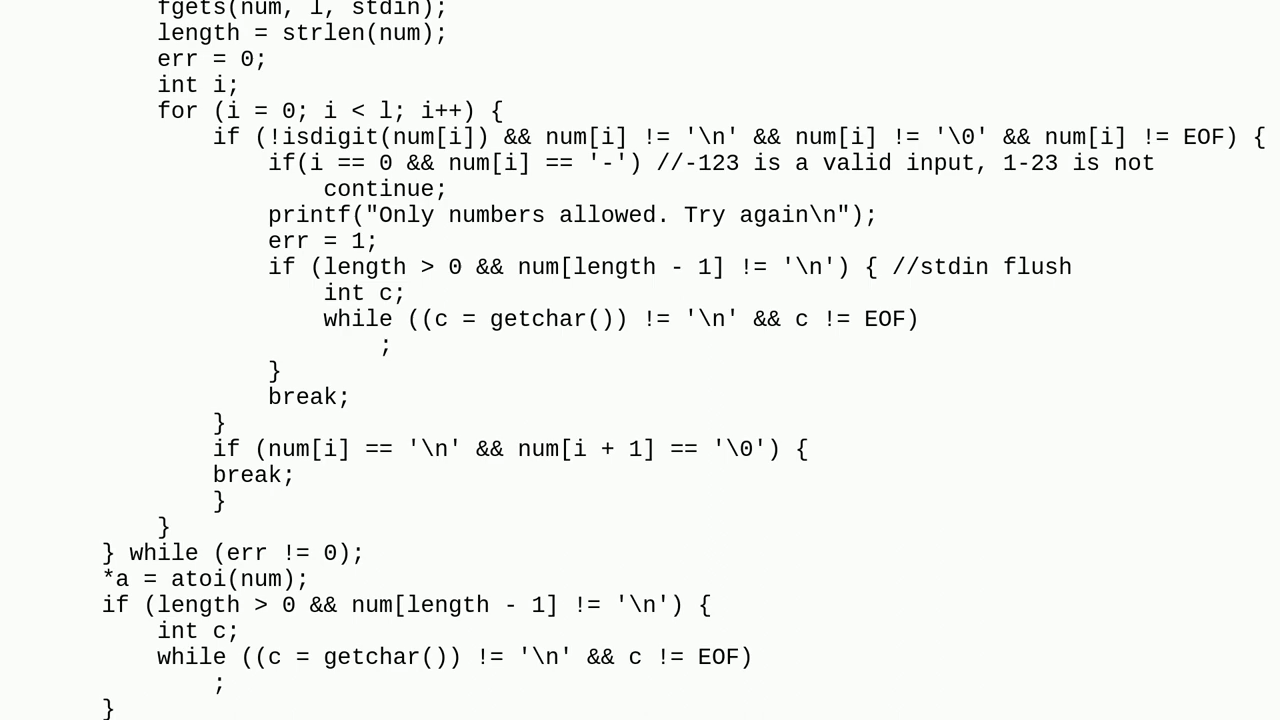 fgets(num, l, stdin);
length = strlen(num);
err = 0;
int i;
for (i = 0; i < l; i++) {
if (!isdigit(num[i]) && num[i] != '\n' && num[i] != '\0' && num[i] != EOF) {
if(i == 0 && num[i] == '-') //-123 is a valid input, 1-23 is not
continue;
printf("Only numbers allowed. Try again\n");
err = 1;
if (length > 0 && num[length - 1] != '\n') { //stdin flush
int c;
while ((c = getchar()) != '\n' && c != EOF)
;
}
break;
}
if (num[i] == '\n' && num[i + 1] == '\0') {
break;
}
}
} while (err != 0);
*a = atoi(num);
if (length > 0 && num[length - 1] != '\n') {
int c;
while ((c = getchar()) != '\n' && c != EOF)
;
}